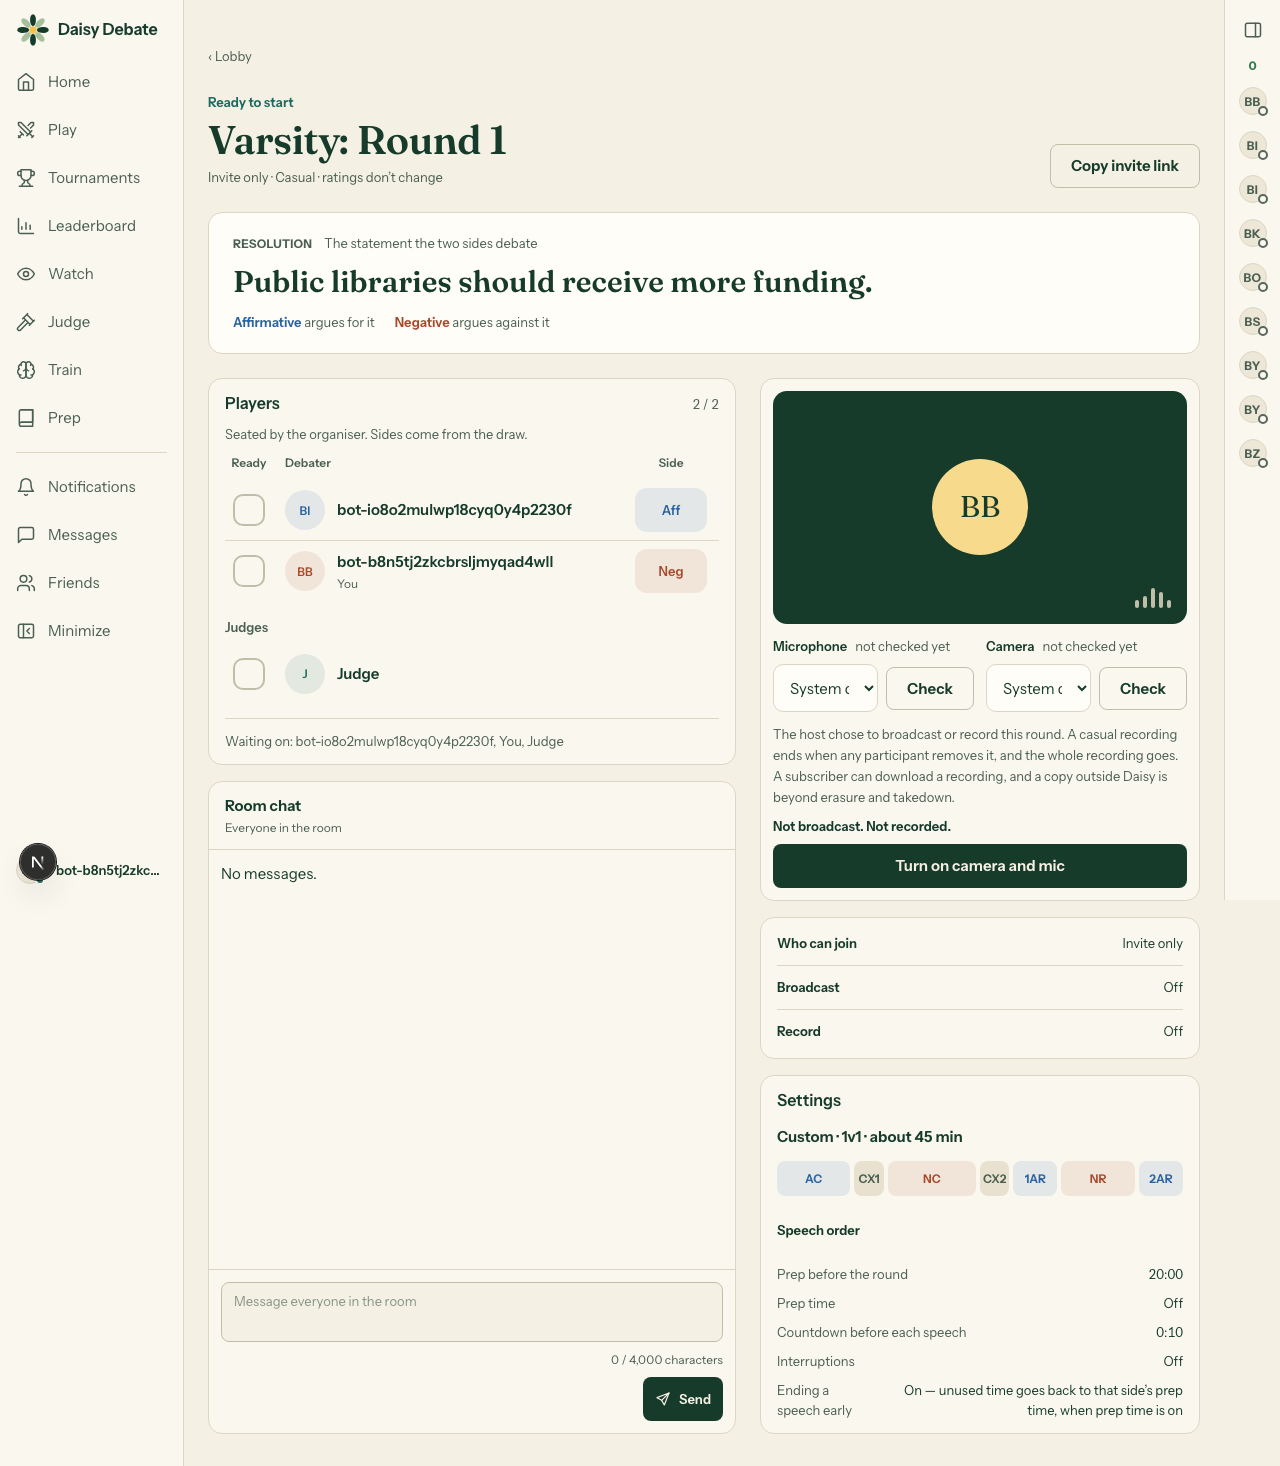 Daisy Debate
Home
Play
Tournaments
Leaderboard
Watch
Judge
Train
Prep
Notifications
Messages
Friends
Minimize
N
bot-b8n5tj2zkc...
‹ Lobby
Ready to start
Varsity: Round 1
Invite only · Casual · ratings don't change
Copy invite link
RESOLUTION The statement the two sides debate
Public libraries should receive more funding.
Affirmative argues for it Negative argues against it
Players 2 / 2
Seated by the organiser. Sides come from the draw.
Ready Debater Side
BI bot-io8o2mulwp18cyq0y4p2230f Aff
BB bot-b8n5tj2zkcbrsljmyqad4wll Neg
You
Judges
J Judge
Waiting on: bot-io8o2mulwp18cyq0y4p2230f, You, Judge
Room chat
Everyone in the room
No messages.
Message everyone in the room
0 / 4,000 characters
Send
BB
Microphone not checked yet Camera not checked yet
System Check System Check
The host chose to broadcast or record this round. A casual recording
ends when any participant removes it, and the whole recording goes.
A subscriber can download a recording, and a copy outside Daisy is
beyond erasure and takedown.
Not broadcast. Not recorded.
Turn on camera and mic
Who can join Invite only
Broadcast Off
Record Off
Settings
Custom · 1v1 · about 45 min
AC CX1 NC CX2 1AR NR 2AR
Speech order
Prep before the round 20:00
Prep time Off
Countdown before each speech 0:10
Interruptions Off
Ending a speech early On — unused time goes back to that side's prep
time, when prep time is on
0
BB
BI
BI
BK
BO
BS
BY
BY
BZ